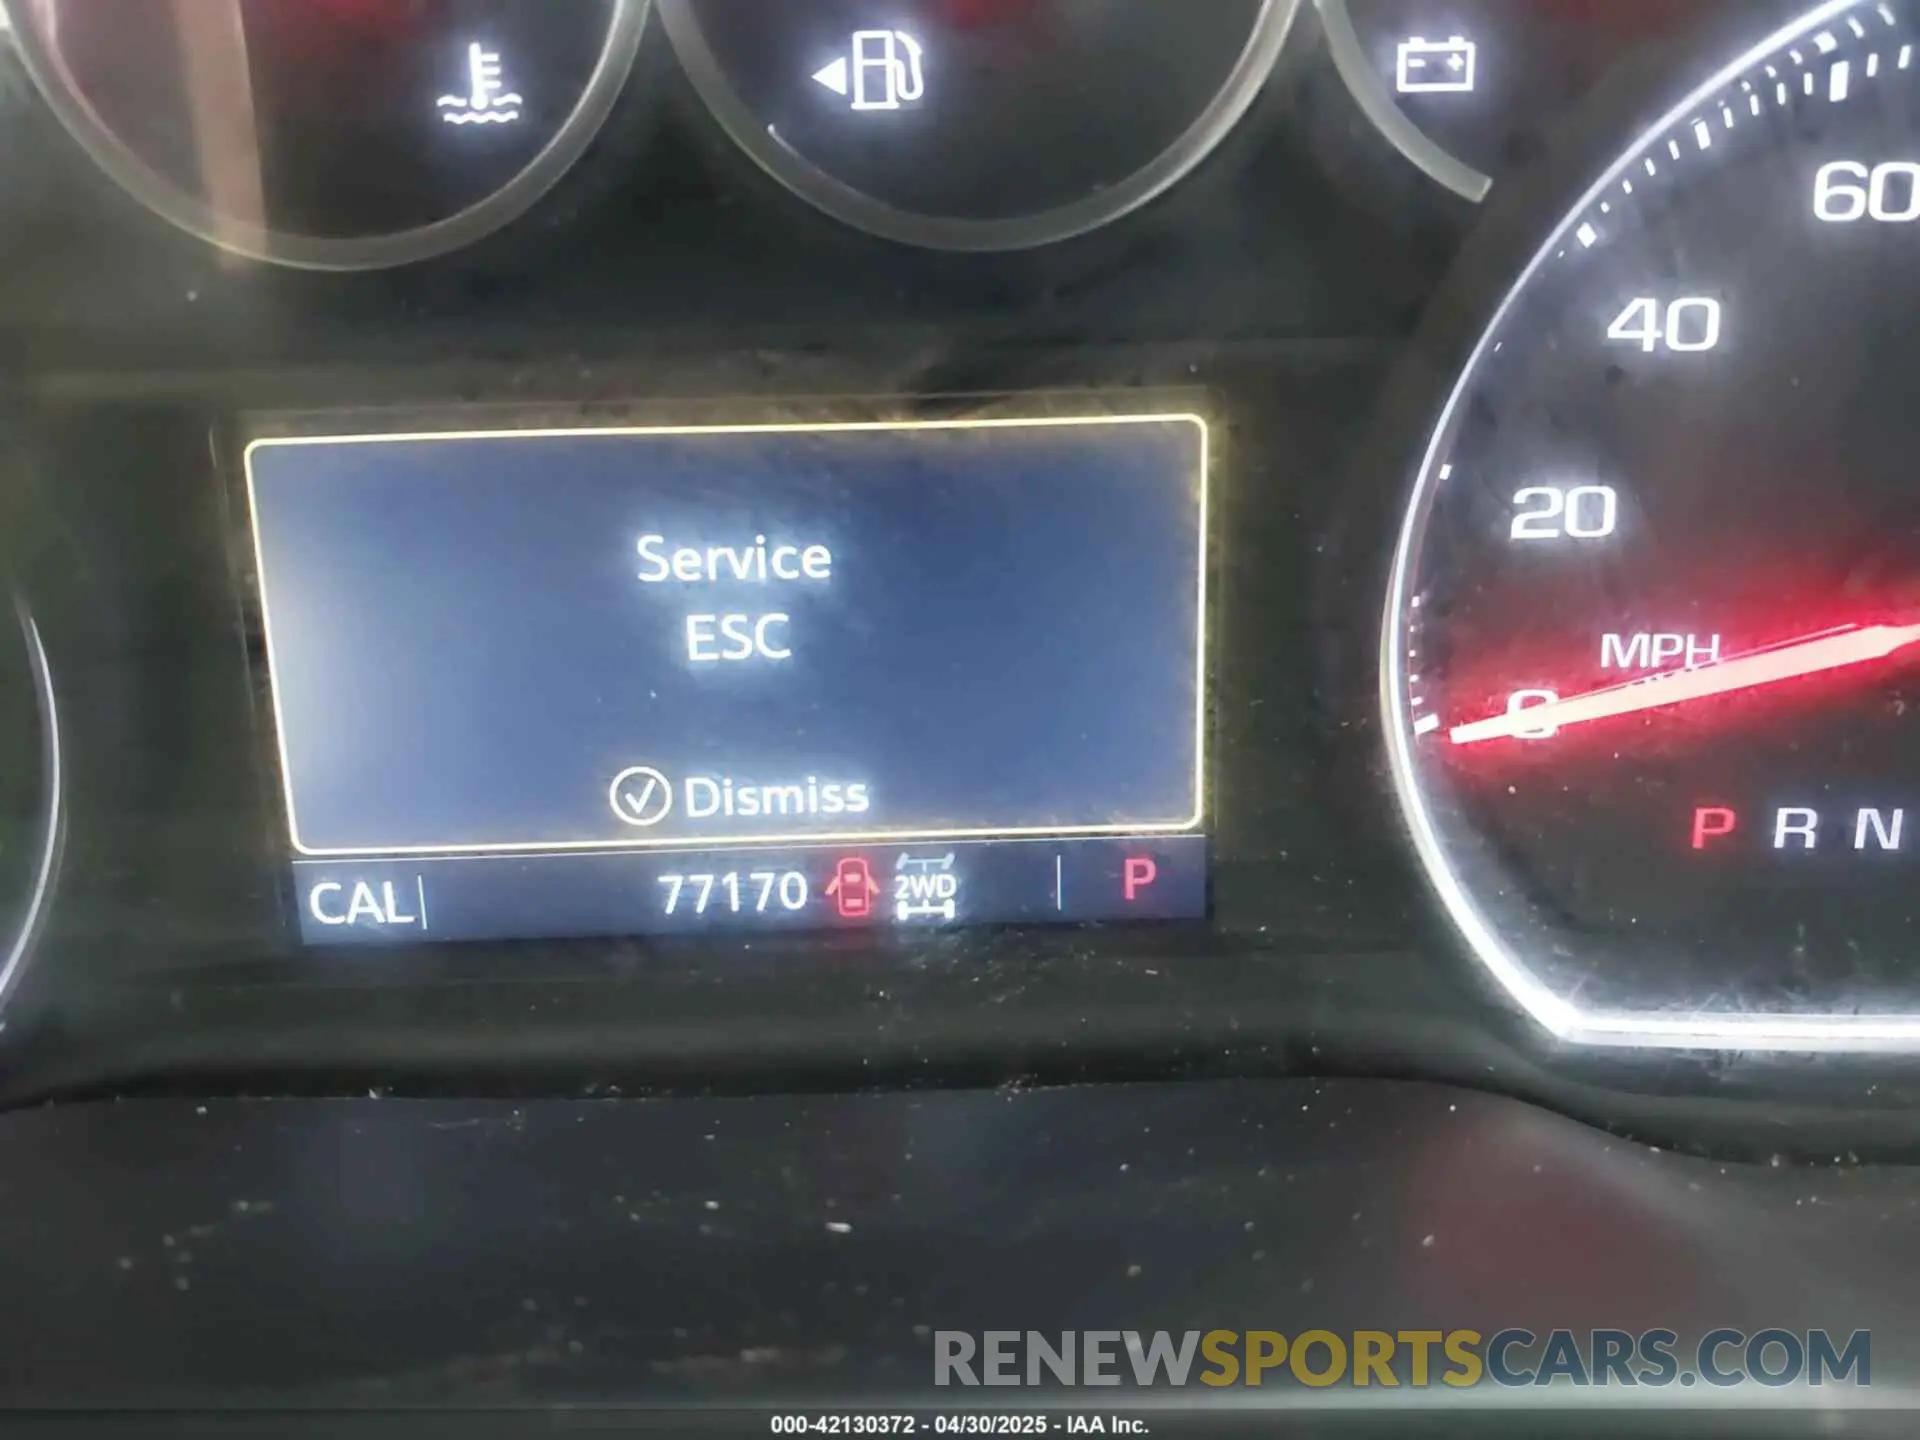 60
40
20
MPH
0
Service
ESC
Dismiss
P R N
CAL 77170 2WD P
RENEWSPORTSCARS.COM
000-42130372 - 04/30/2025 - IAA Inc.